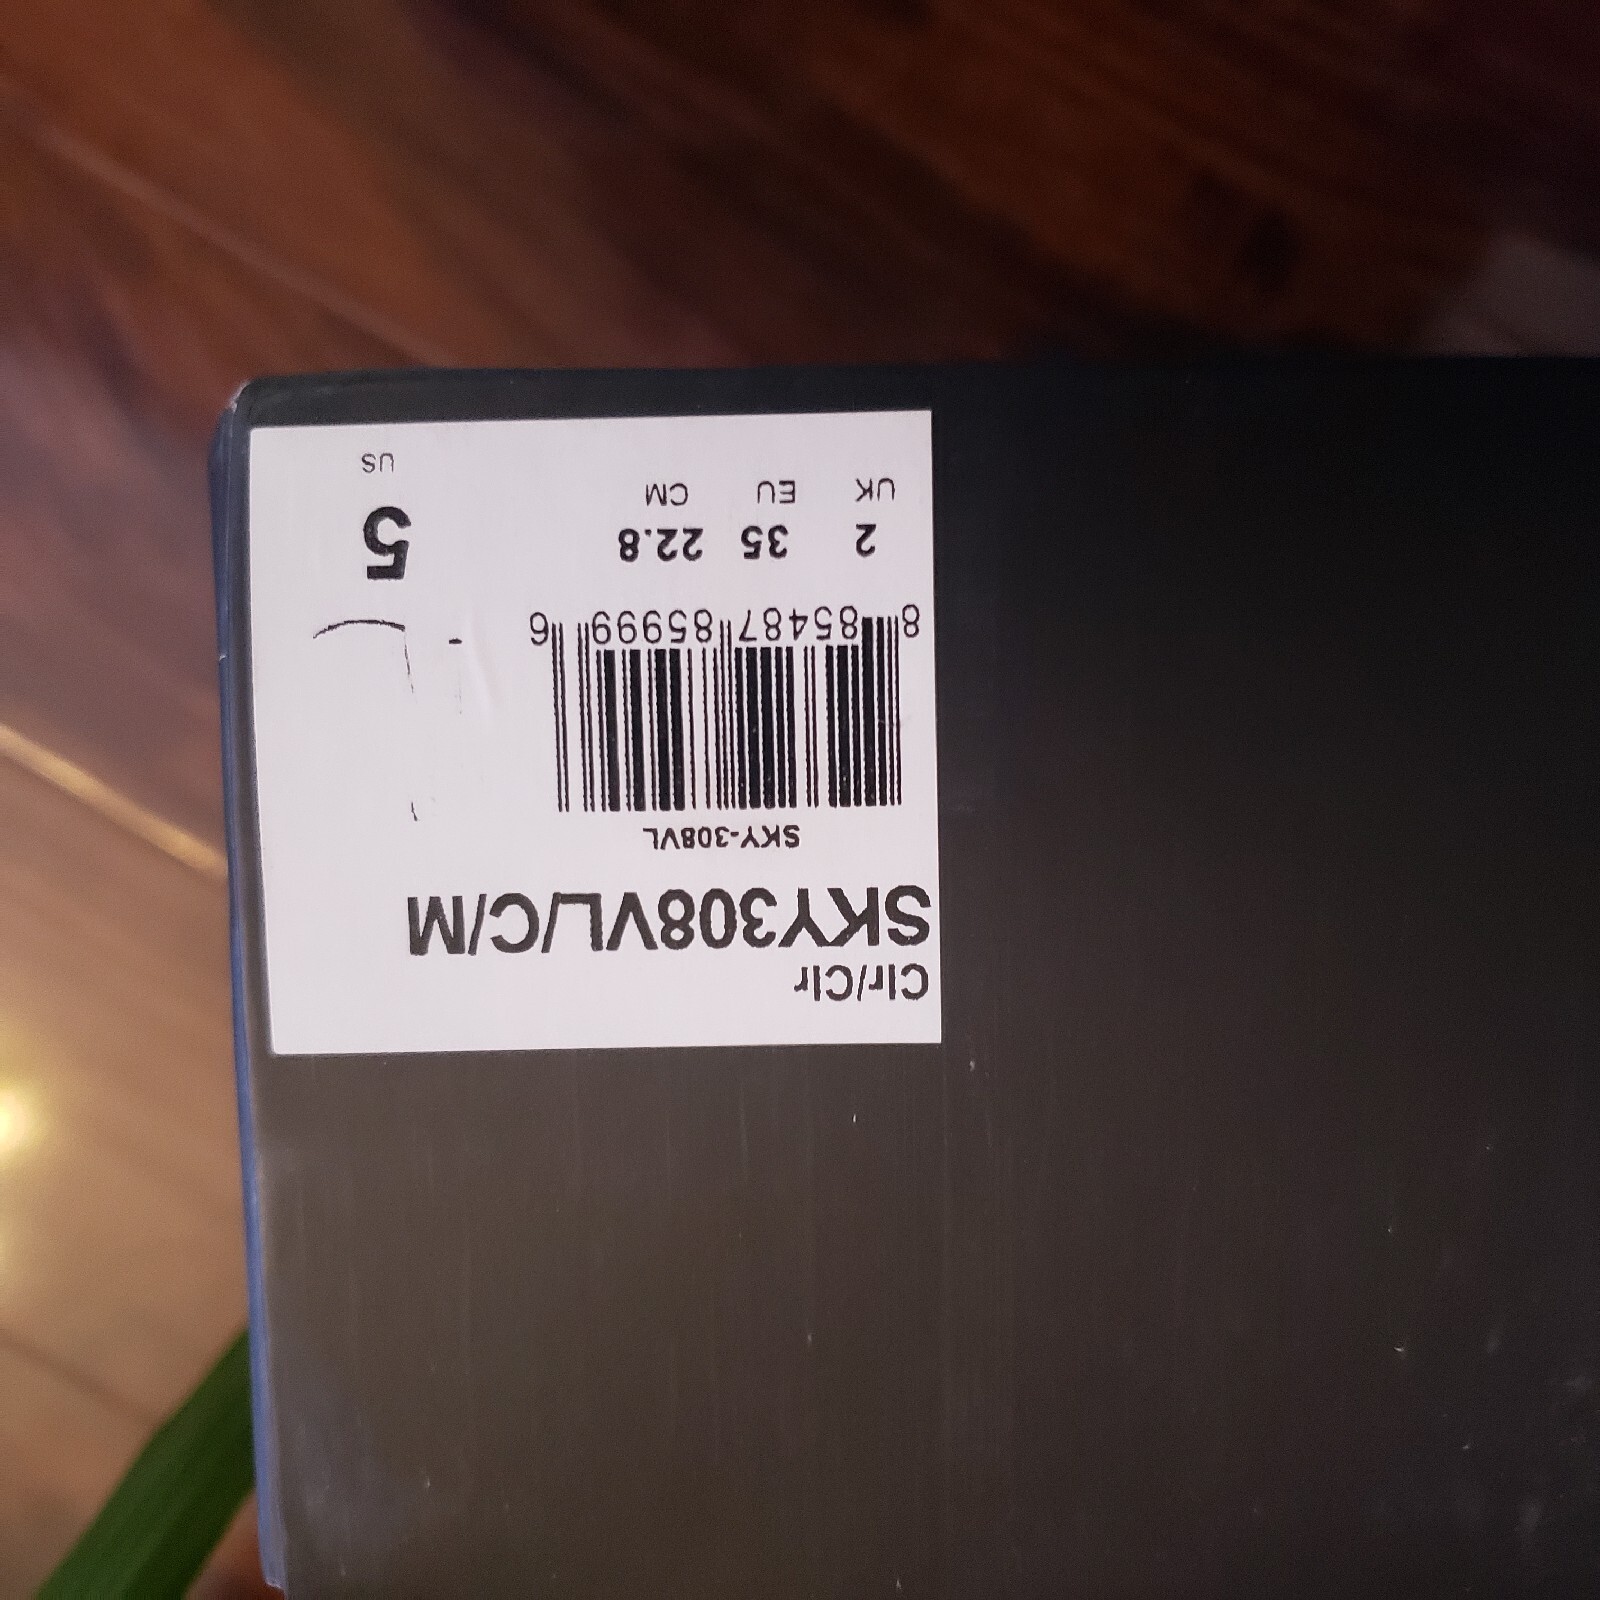 Clr/Clr
SKY308VL/C/M
SKY-308VL
8 85487 85999 6
2 35 22.8 5
UK EU CM US